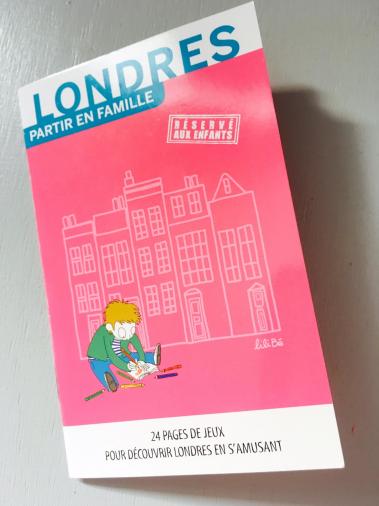 LONDRES
PARTIR EN FAMILLE
RÉSERVÉ
AUX ENFANTS
lili Bé
24 PAGES DE JEUX
POUR DÉCOUVRIR LONDRES EN S'AMUSANT